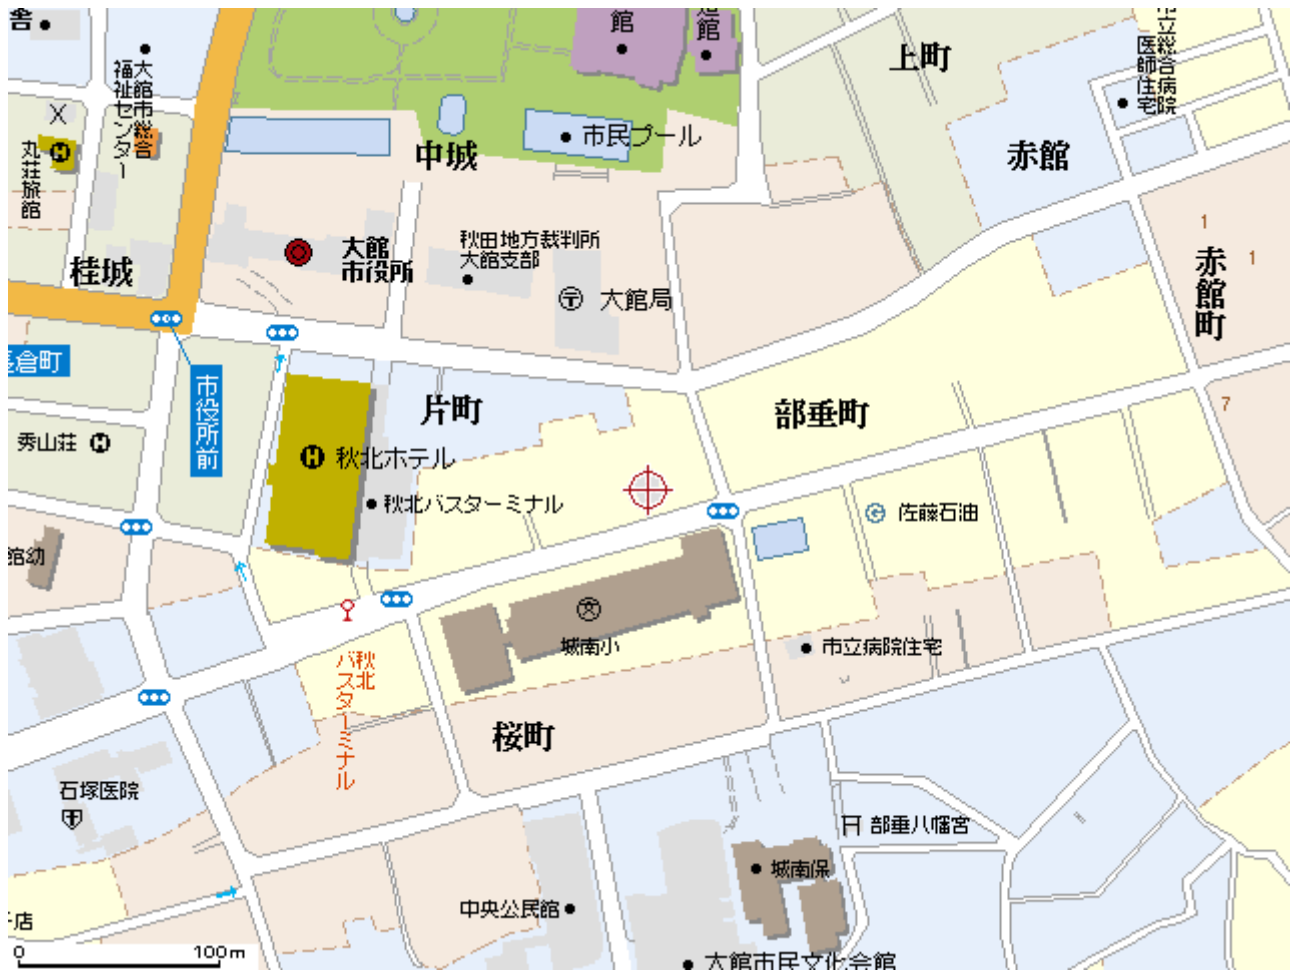 舎
館
大館市総合
福祉センター
丸荘旅館
中城
市民プール
上町
赤館
市立総合病院
医師住宅
桂城
大館
市役所
秋田地方裁判所
大館支部
大館局
赤館町
1
1
7
長倉町
市役所前
秀山荘
片町
部垂町
秋北ホテル
秋北バスターミナル
佐藤石油
館幼
城南小
市立病院住宅
秋北
バスターミナル
桜町
石塚医院
部垂八幡宮
城南保
中央公民館
大館市民文化会館
店
0
100m